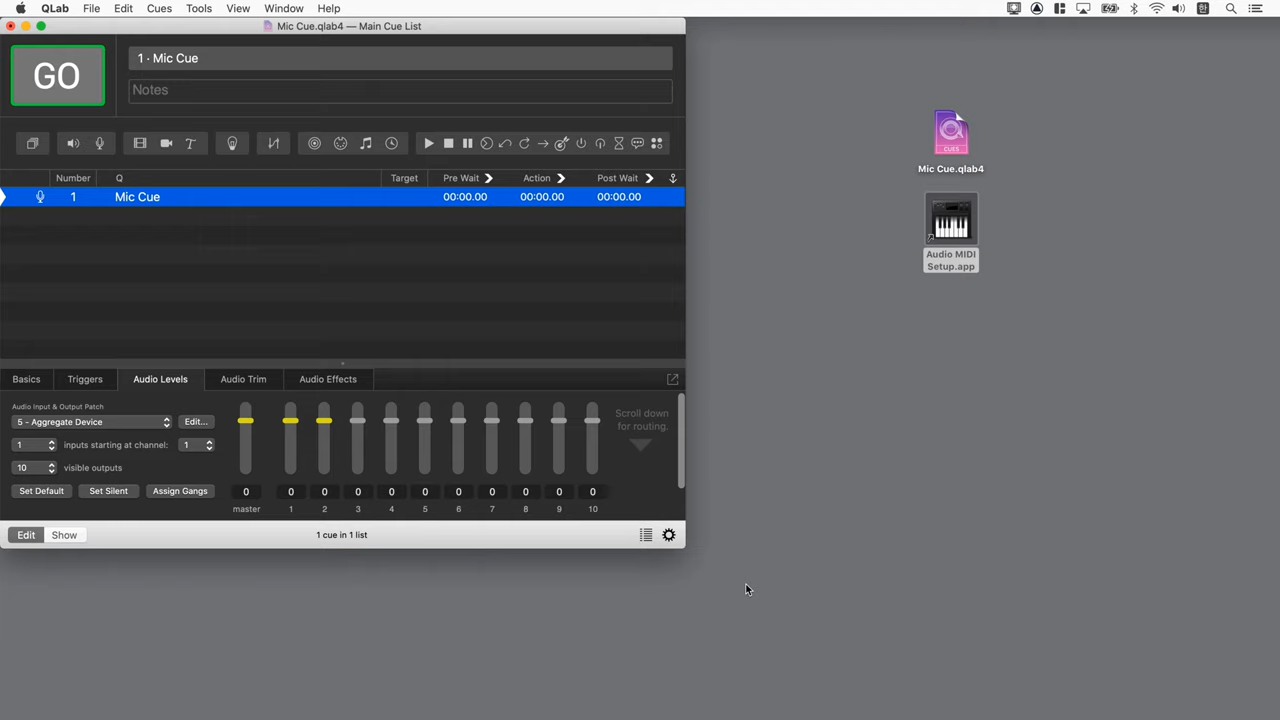 QLab File Edit Cues Tools View Window Help
Mic Cue.qlab4 — Main Cue List
GO
1 · Mic Cue
Notes
Number Q Target Pre Wait Action Post Wait
1 Mic Cue 00:00.00 00:00.00 00:00.00
Basics Triggers Audio Levels Audio Trim Audio Effects
Audio Input & Output Patch
5 - Aggregate Device Edit...
1 inputs starting at channel: 1
10 visible outputs
Set Default Set Silent Assign Gangs
0 0 0 0 0 0 0 0 0 0 0
master 1 2 3 4 5 6 7 8 9 10
Scroll down
for routing.
Edit Show 1 cue in 1 list
CUES
Mic Cue.qlab4
Audio MIDI
Setup.app
한